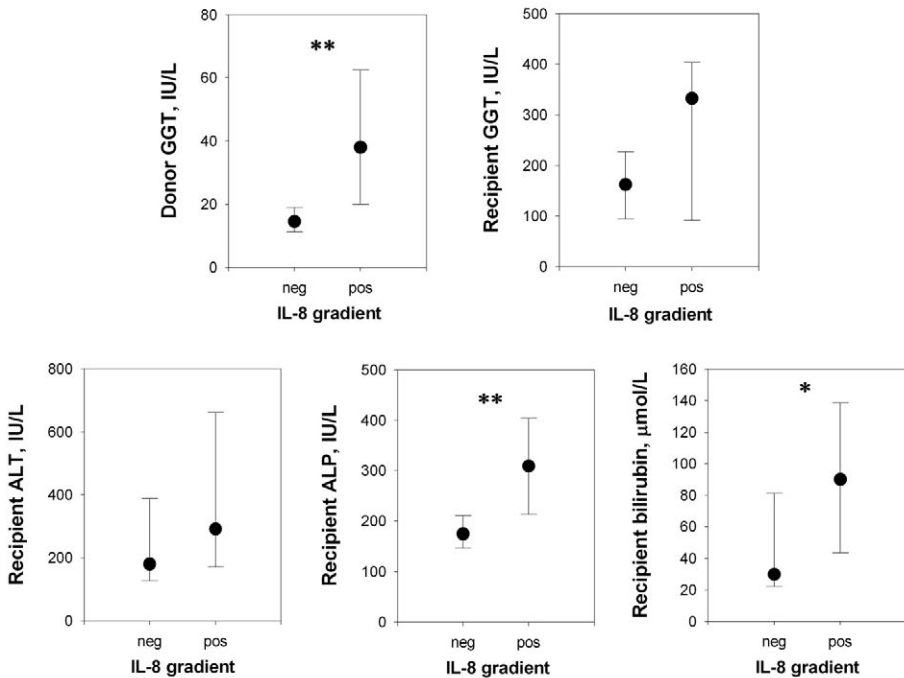 Donor GGT, IU/L
80
60
40
20
0
**
neg pos
IL-8 gradient
Recipient GGT, IU/L
500
400
300
200
100
0
neg pos
IL-8 gradient
Recipient ALT, IU/L
800
600
400
200
0
neg pos
IL-8 gradient
Recipient ALP, IU/L
500
400
300
200
100
0
**
neg pos
IL-8 gradient
Recipient bilirubin, μmol/L
160
140
120
100
80
60
40
20
0
*
neg pos
IL-8 gradient